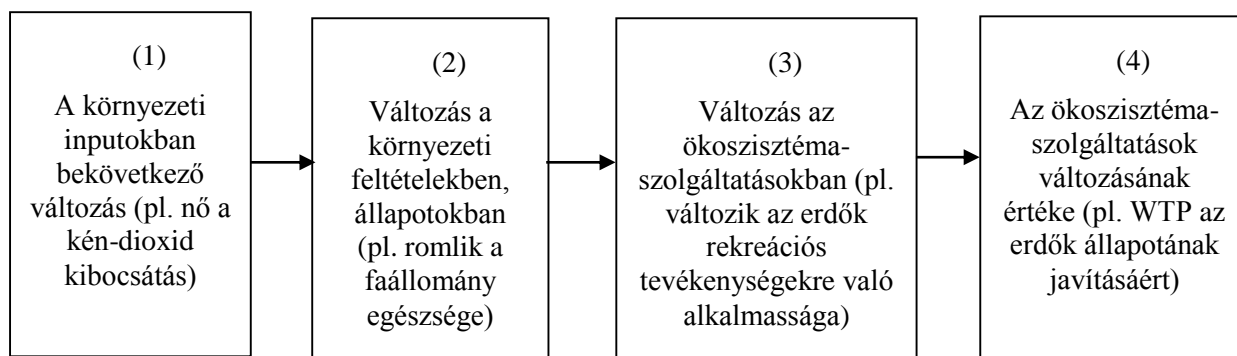 (1)
A környezeti
inputokban
bekövetkező
változás (pl. nő a
kén-dioxid
kibocsátás)
(2)
Változás a
környezeti
feltételekben,
állapotokban
(pl. romlik a
faállomány
egészsége)
(3)
Változás az
ökoszisztéma-
szolgáltatásokban (pl.
változik az erdők
rekreációs
tevékenységekre való
alkalmassága)
(4)
Az ökoszisztéma-
szolgáltatások
változásának
értéke (pl. WTP az
erdők állapotának
javításáért)